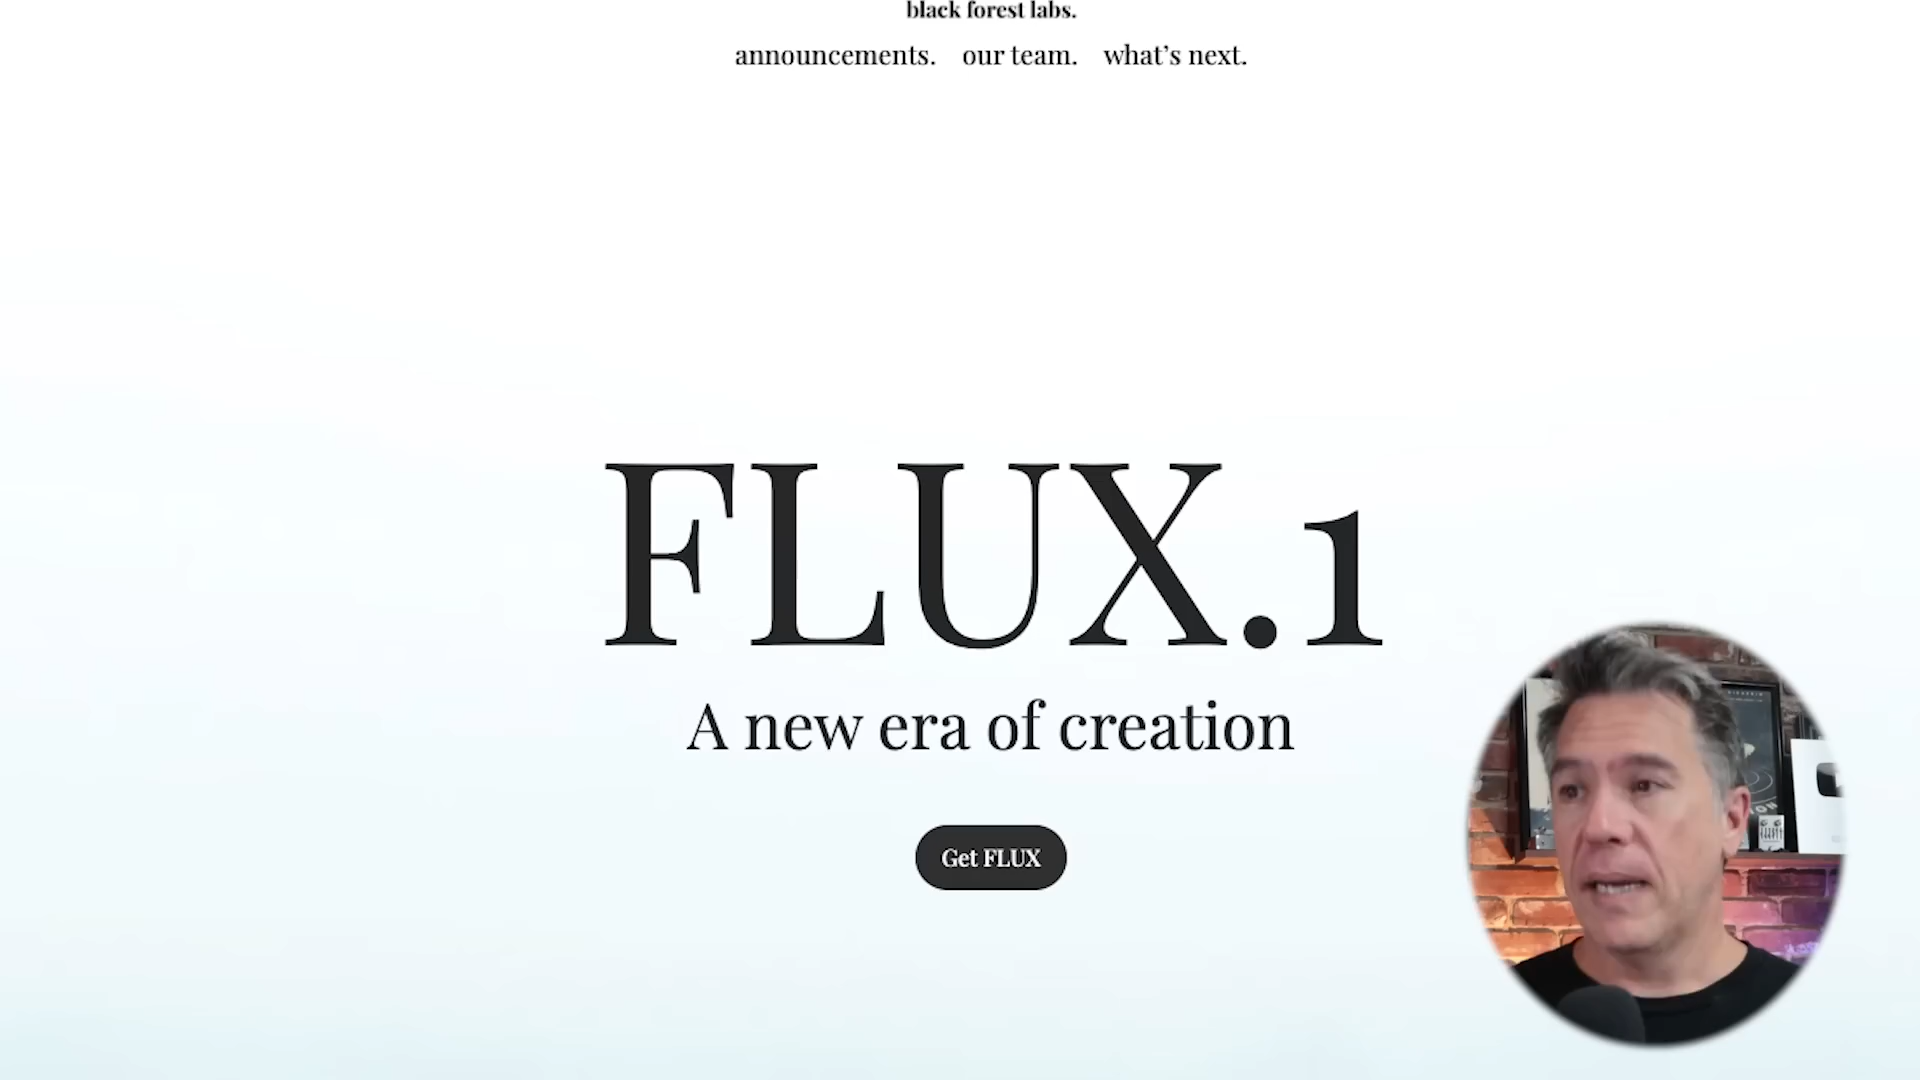 black forest labs.
announcements. our team. what's next.
FLUX.1
A new era of creation
Get FLUX